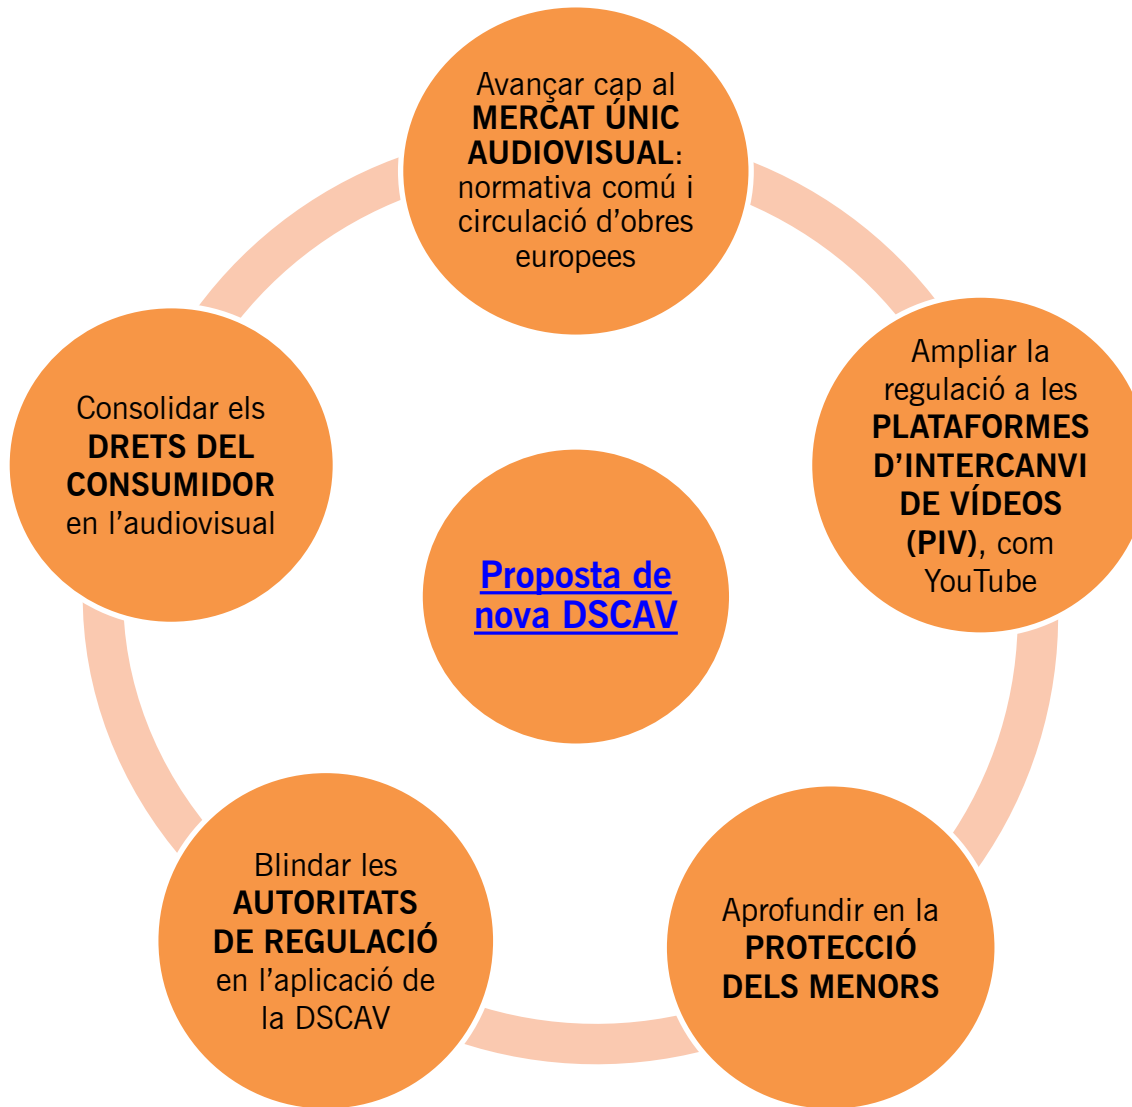 Avançar cap al
MERCAT ÚNIC
AUDIOVISUAL:
normativa comú i
circulació d’obres
europees
Ampliar la
regulació a les
PLATAFORMES
D’INTERCANVI
DE VÍDEOS
(PIV), com
YouTube
Aprofundir en la
PROTECCIÓ
DELS MENORS
Blindar les
AUTORITATS
DE REGULACIÓ
en l’aplicació de
la DSCAV
Consolidar els
DRETS DEL
CONSUMIDOR
en l’audiovisual
Proposta de
nova DSCAV